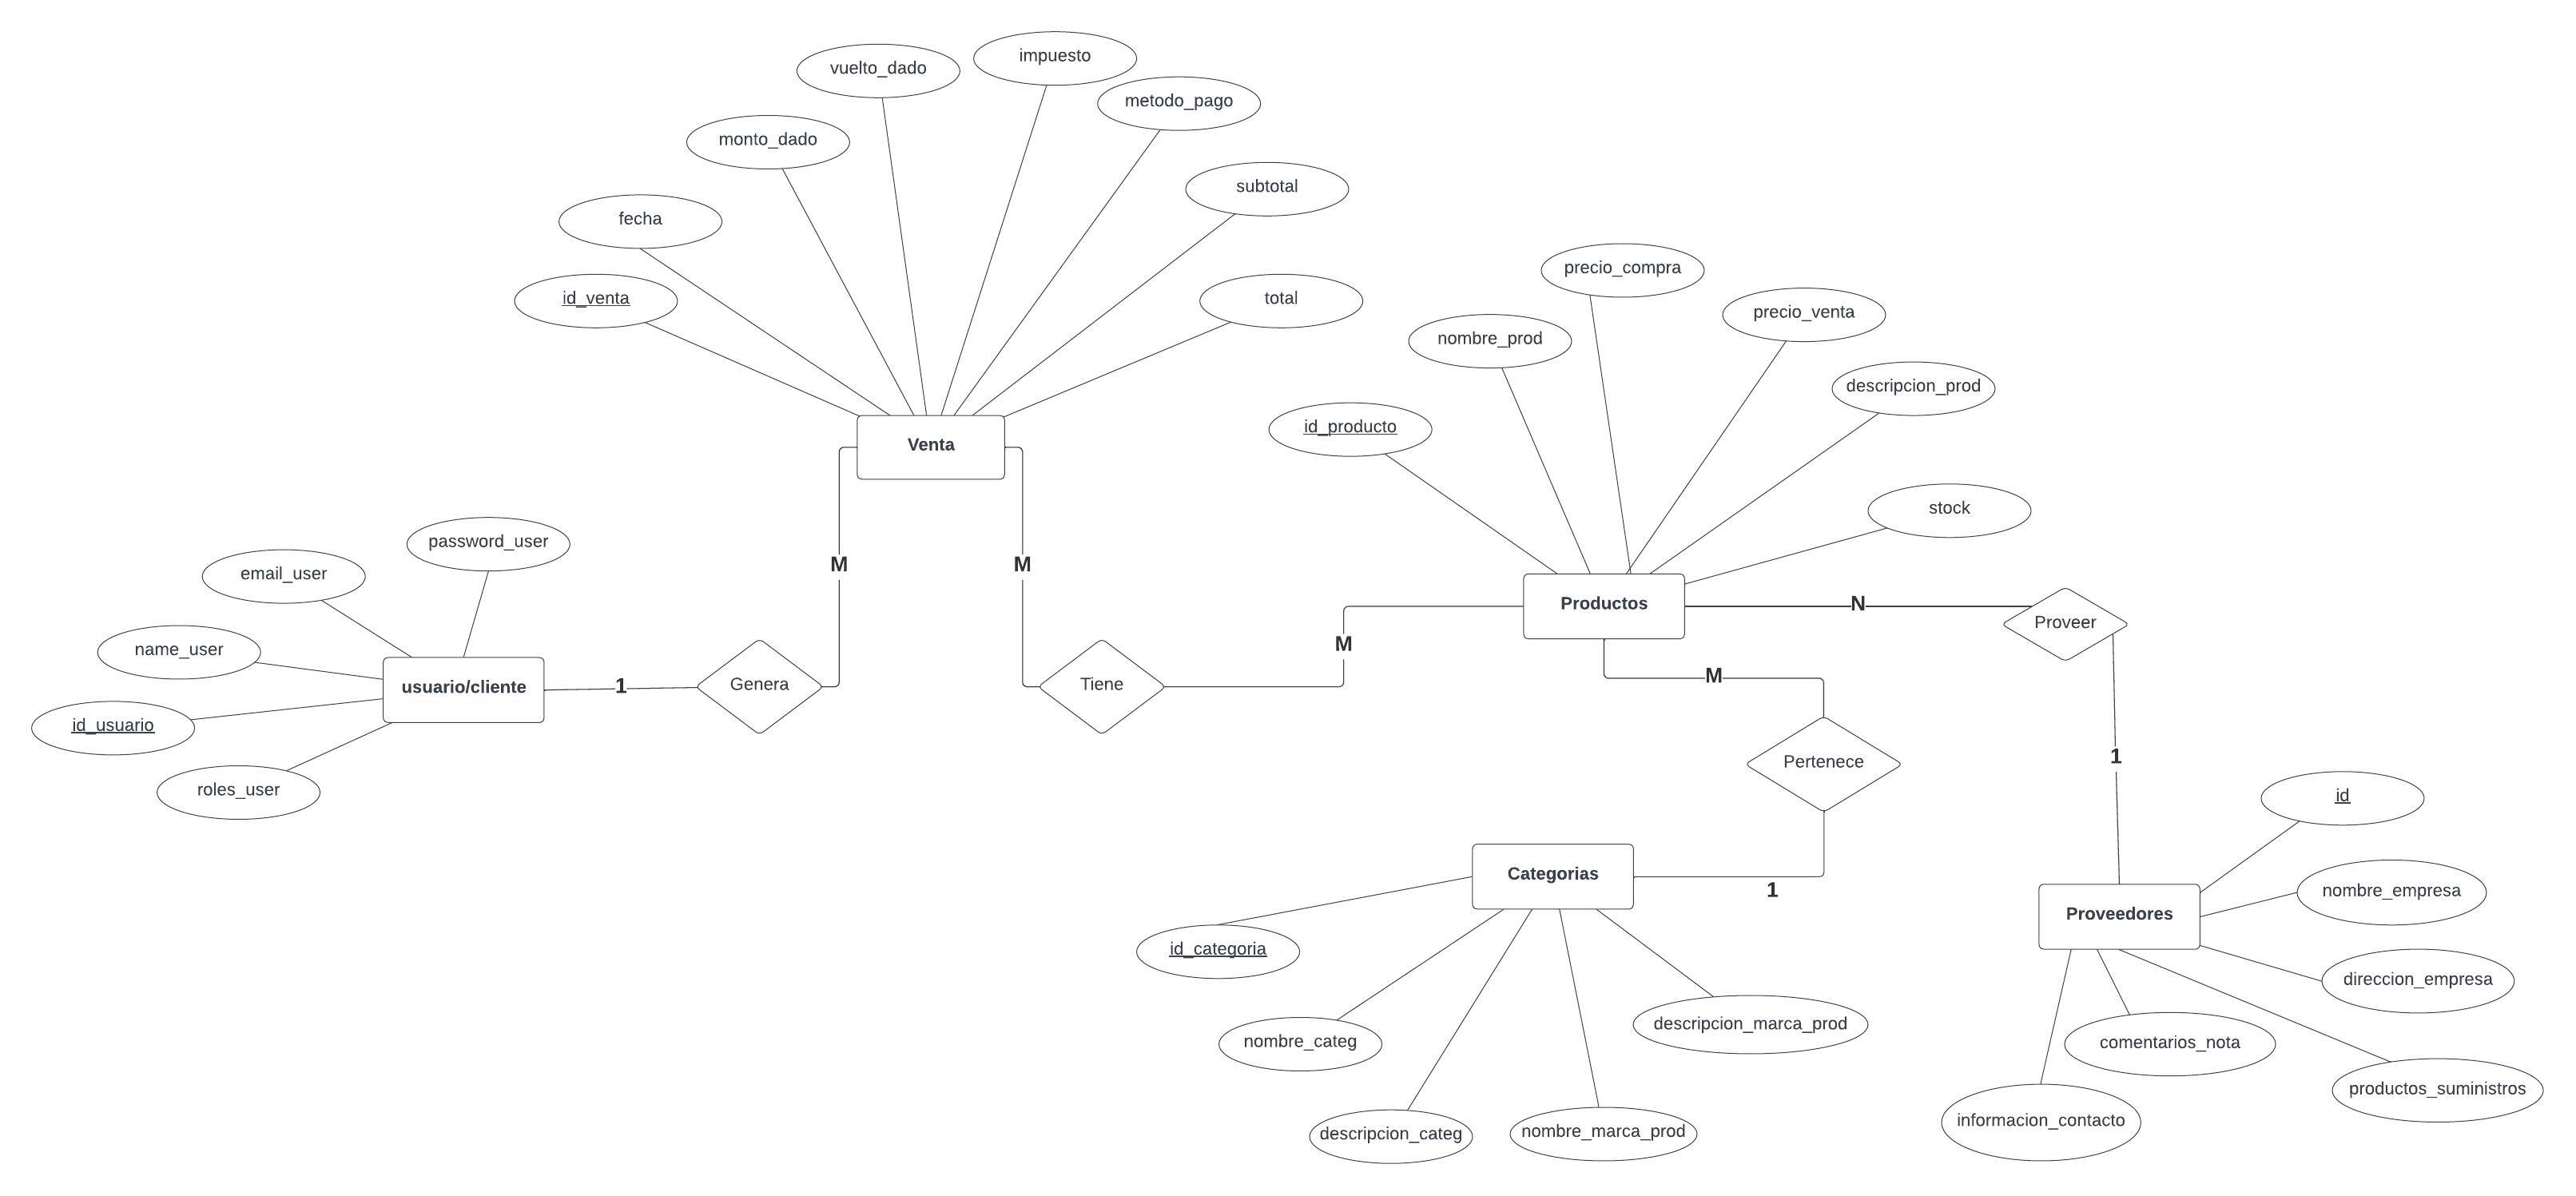 impuesto
vuelto_dado
metodo_pago
monto_dado
subtotal
fecha
id_venta
total
Venta
precio_compra
precio_venta
nombre_prod
descripcion_prod
id_producto
stock
Productos
password_user
email_user
name_user
id_usuario
roles_user
usuario/cliente
1
Genera
M
M
Tiene
M
N
Proveer
M
Pertenece
1
1
Categorias
id_categoria
nombre_categ
descripcion_categ
nombre_marca_prod
descripcion_marca_prod
Proveedores
id
nombre_empresa
direccion_empresa
comentarios_nota
productos_suministros
informacion_contacto